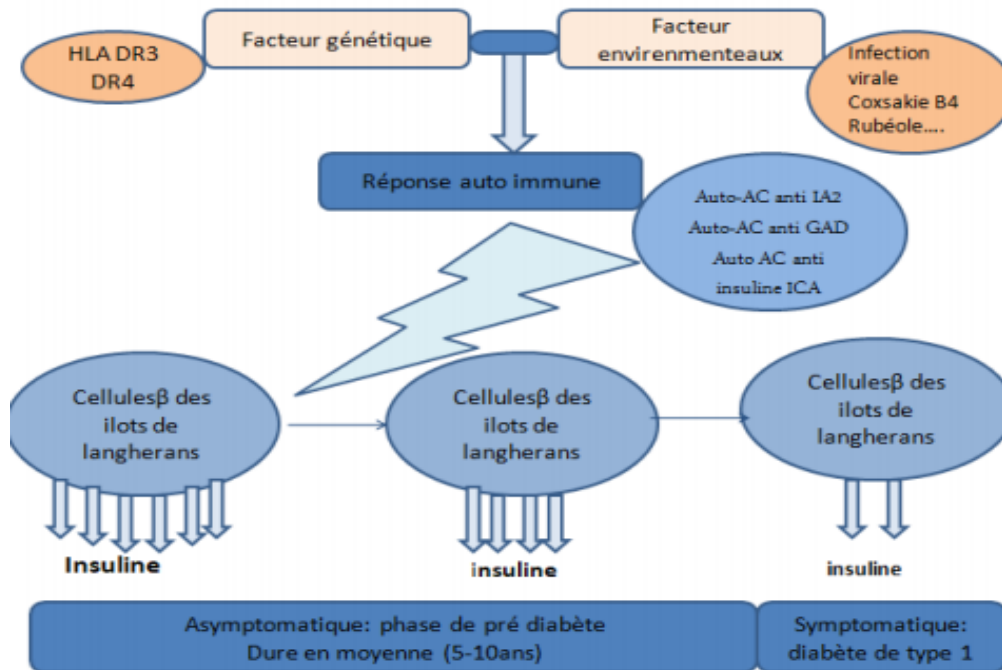 Facteur génétique
Facteur
envirenmenteaux
HLA DR3
DR4
Infection
virale
Coxsakie B4
Rubéole....
Réponse auto immune
Auto-AC anti IA2
Auto-AC anti GAD
Auto AC anti
insuline ICA
Cellulesβ des
ilots de
langherans
Cellulesβ des
ilots de
langherans
Cellulesβ des
ilots de
langherans
Insuline
insuline
insuline
Asymptomatique: phase de pré diabète
Dure en moyenne (5-10ans)
Symptomatique:
diabète de type 1